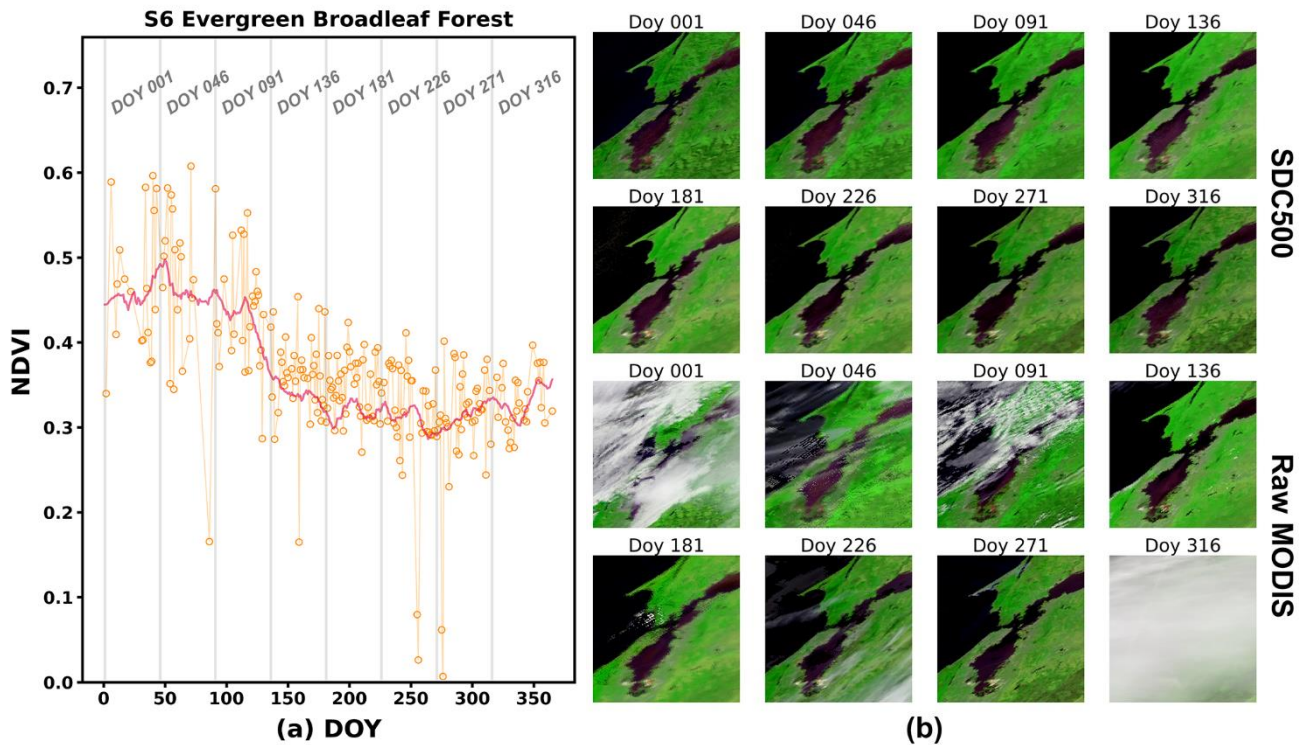 S6 Evergreen Broadleaf Forest
0.7
0.6
0.5
0.4
0.3
0.2
0.1
0.0
NDVI
DOY 001
DOY 046
DOY 091
DOY 136
DOY 181
DOY 226
DOY 271
DOY 316
0 50 100 150 200 250 300 350
(a) DOY
Doy 001 Doy 046 Doy 091 Doy 136
Doy 181 Doy 226 Doy 271 Doy 316
SDC500
Doy 001 Doy 046 Doy 091 Doy 136
Doy 181 Doy 226 Doy 271 Doy 316
Raw MODIS
(b)